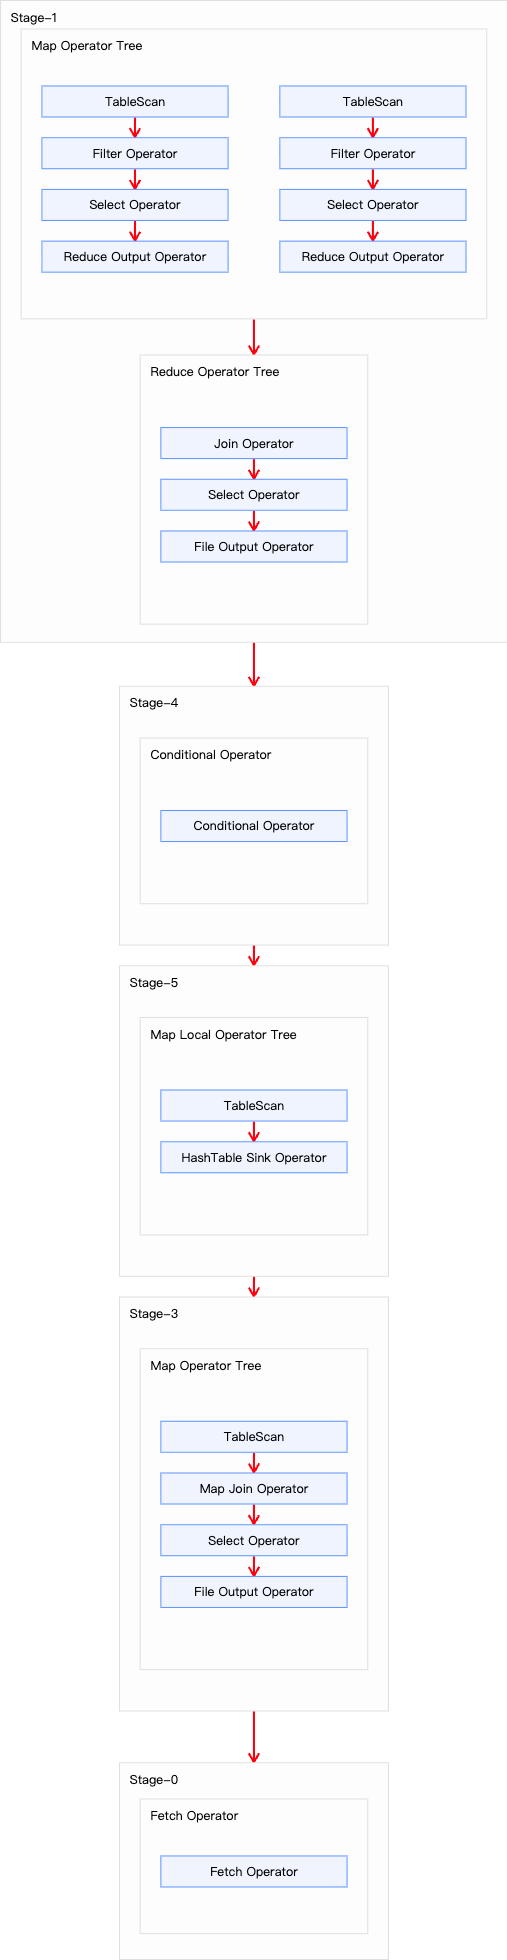 Stage-1
Map Operator Tree
TableScan
TableScan
Filter Operator
Filter Operator
Select Operator
Select Operator
Reduce Output Operator
Reduce Output Operator
Reduce Operator Tree
Join Operator
Select Operator
File Output Operator
Stage-4
Conditional Operator
Conditional Operator
Stage-5
Map Local Operator Tree
TableScan
HashTable Sink Operator
Stage-3
Map Operator Tree
TableScan
Map Join Operator
Select Operator
File Output Operator
Stage-0
Fetch Operator
Fetch Operator